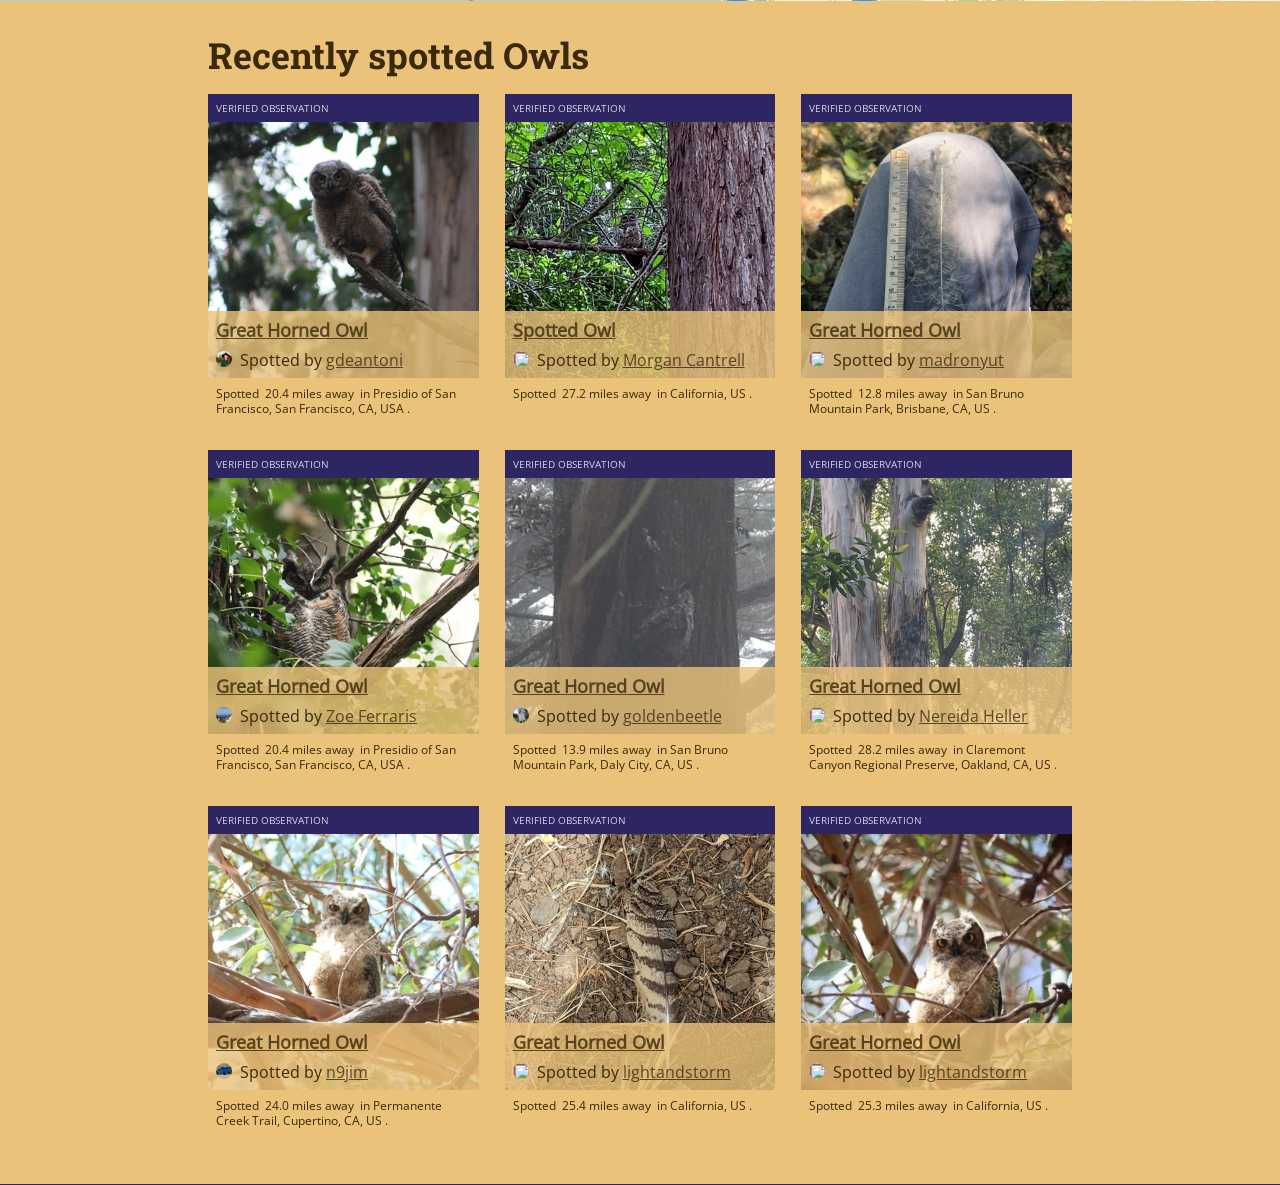 Recently spotted Owls
VERIFIED OBSERVATION
Great Horned Owl
Spotted by gdeantoni
Spotted 20.4 miles away in Presidio of San
Francisco, San Francisco, CA, USA .
VERIFIED OBSERVATION
Spotted Owl
Spotted by Morgan Cantrell
Spotted 27.2 miles away in California, US .
VERIFIED OBSERVATION
Great Horned Owl
Spotted by madronyut
Spotted 12.8 miles away in San Bruno
Mountain Park, Brisbane, CA, US .
VERIFIED OBSERVATION
Great Horned Owl
Spotted by Zoe Ferraris
Spotted 20.4 miles away in Presidio of San
Francisco, San Francisco, CA, USA .
VERIFIED OBSERVATION
Great Horned Owl
Spotted by goldenbeetle
Spotted 13.9 miles away in San Bruno
Mountain Park, Daly City, CA, US .
VERIFIED OBSERVATION
Great Horned Owl
Spotted by Nereida Heller
Spotted 28.2 miles away in Claremont
Canyon Regional Preserve, Oakland, CA, US .
VERIFIED OBSERVATION
Great Horned Owl
Spotted by n9jim
Spotted 24.0 miles away in Permanente
Creek Trail, Cupertino, CA, US .
VERIFIED OBSERVATION
Great Horned Owl
Spotted by lightandstorm
Spotted 25.4 miles away in California, US .
VERIFIED OBSERVATION
Great Horned Owl
Spotted by lightandstorm
Spotted 25.3 miles away in California, US .